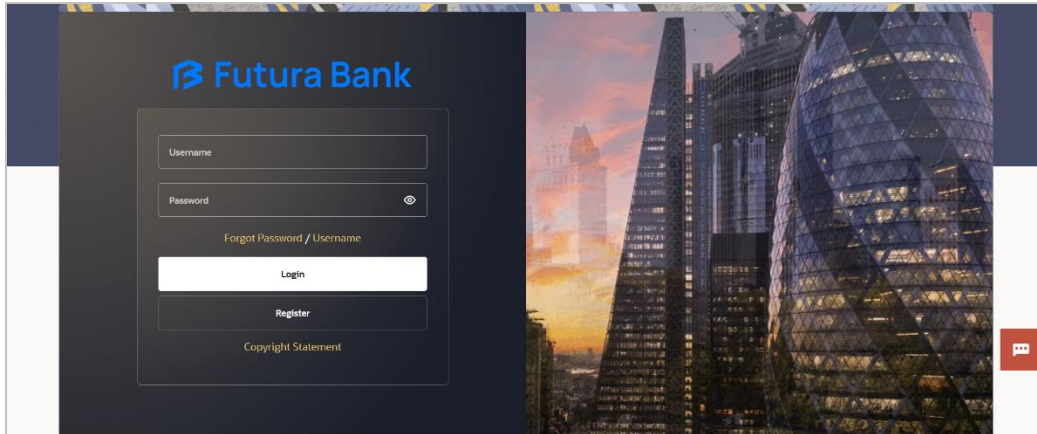 Futura Bank
Username
Password
Forgot Password / Username
Login
Register
Copyright Statement